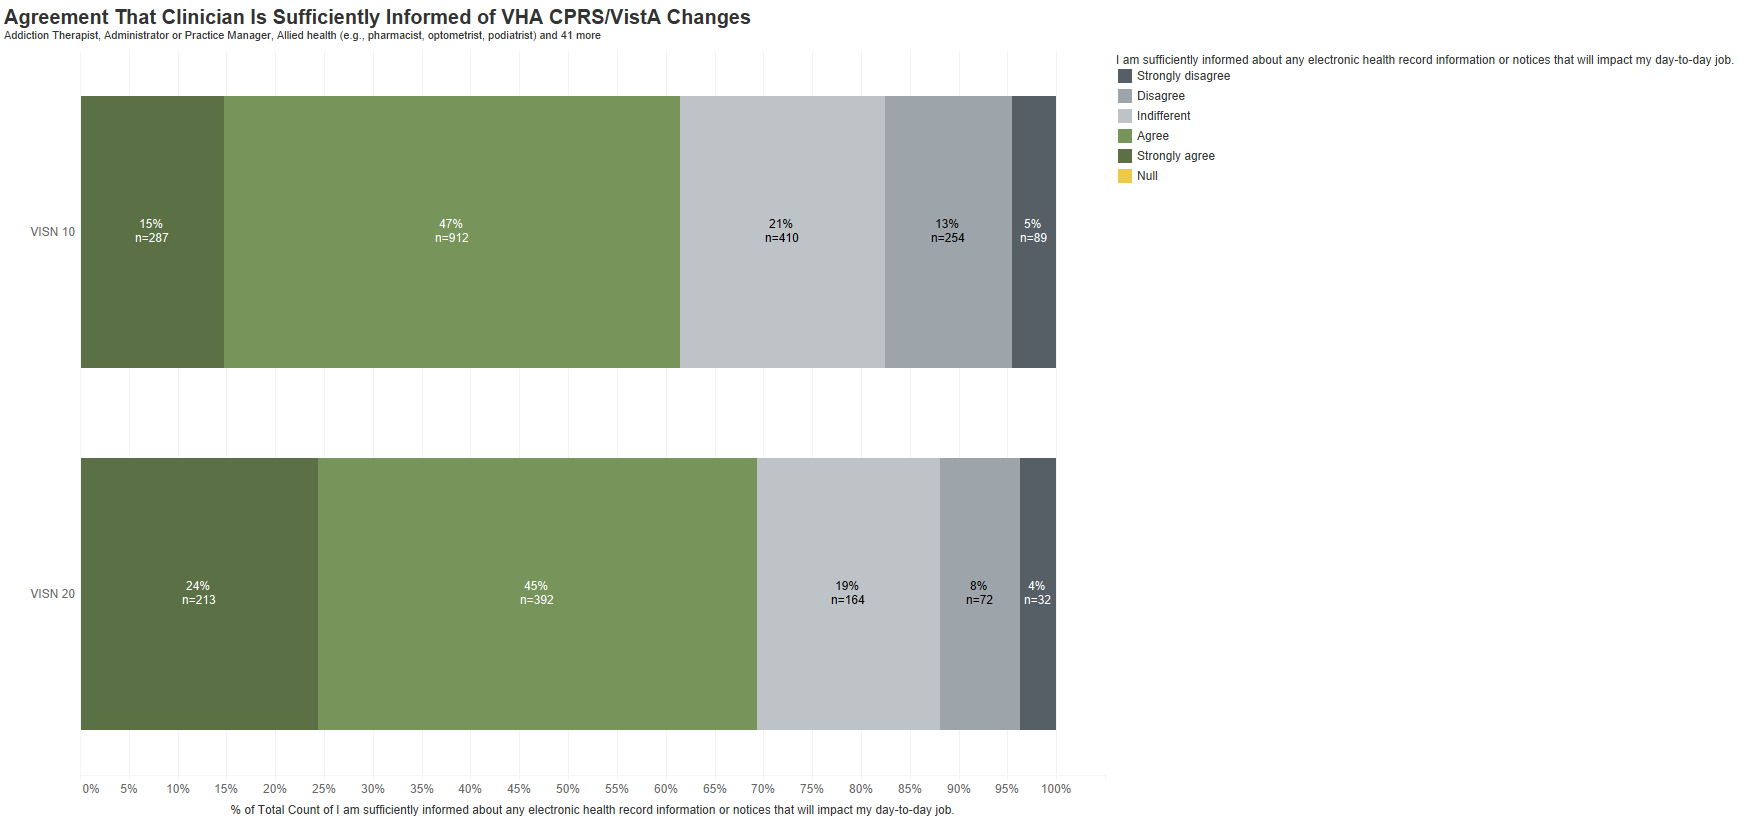 Agreement That Clinician Is Sufficiently Informed of VHA CPRS/VistA Changes
Addiction Therapist, Administrator or Practice Manager, Allied health (e.g., pharmacist, optometrist, podiatrist) and 41 more
I am sufficiently informed about any electronic health record information or notices that will impact my day-to-day job.
Strongly disagree
Disagree
Indifferent
Agree
Strongly agree
Null
VISN 10
15%
n=287
47%
n=912
21%
n=410
13%
n=254
5%
n=89
VISN 20
24%
n=213
45%
n=392
19%
n=164
8%
n=72
4%
n=32
0% 5% 10% 15% 20% 25% 30% 35% 40% 45% 50% 55% 60% 65% 70% 75% 80% 85% 90% 95% 100%
% of Total Count of I am sufficiently informed about any electronic health record information or notices that will impact my day-to-day job.